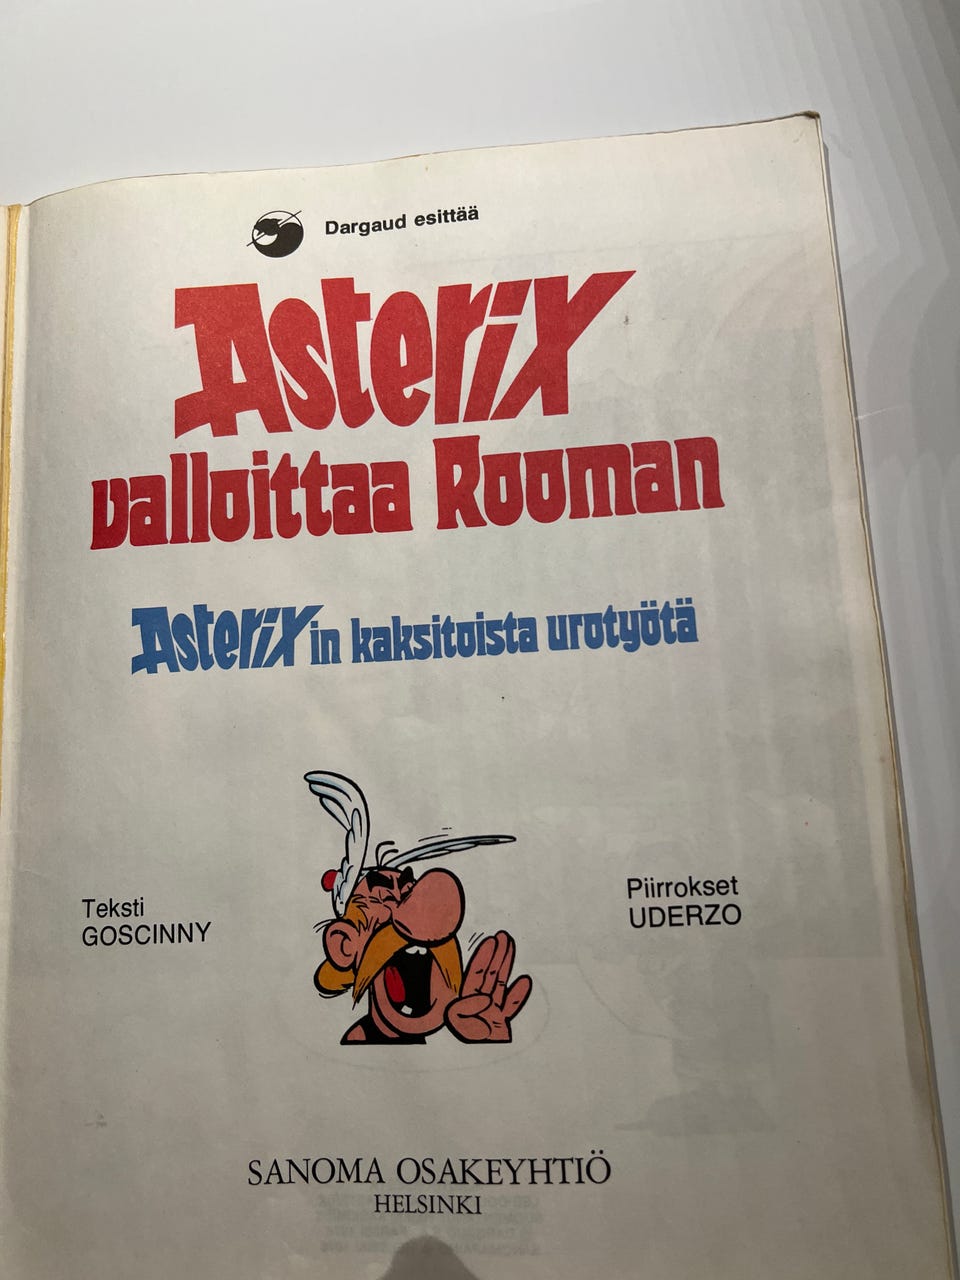 Dargaud esittää
Asterix
valloittaa Rooman
Asterixin kaksitoista urotyötä
Teksti
GOSCINNY
Piirrokset
UDERZO
SANOMA OSAKEYHTIÖ
HELSINKI